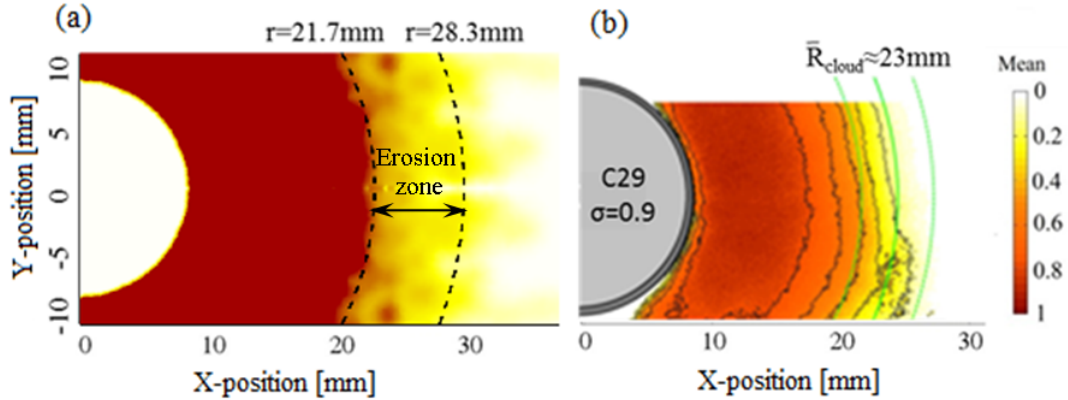 (a)
r=21.7mm r=28.3mm
Erosion
zone
10
5
0
-5
-10
Y-position [mm]
0 10 20 30
X-position [mm]
(b)
R̅cloud≈23mm
C29
σ=0.9
10 20 30
0
X-position [mm]
Mean
0
0.2
0.4
0.6
0.8
1